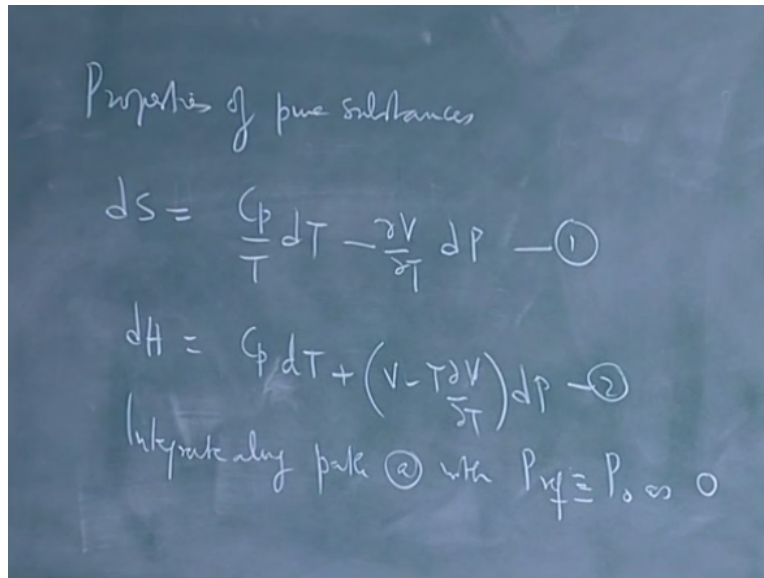 Properties of pure substances
dS = Cp/T dT - ∂V/∂T dP — ①
dH = Cp dT + (V - T ∂V/∂T) dP — ②
Integrate along path ⓐ with Pref ≡ P₀ as 0